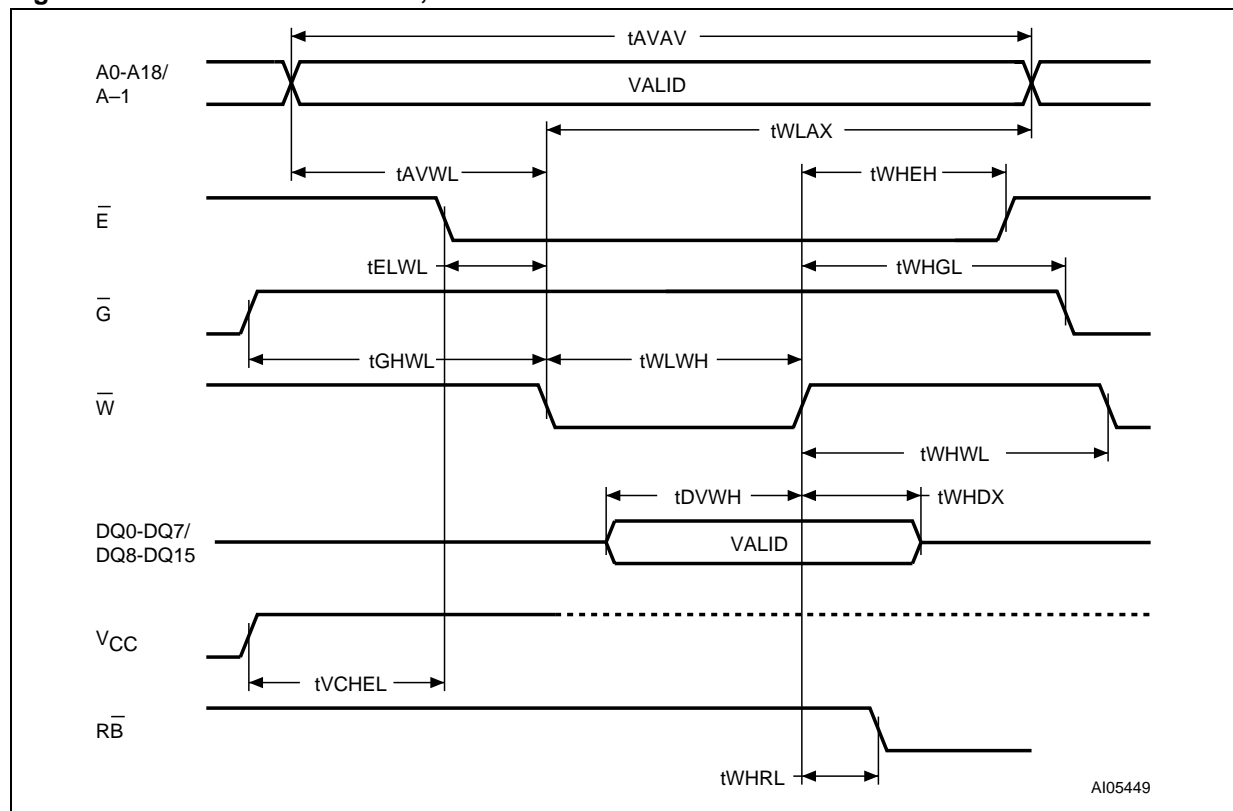 tAVAV
A0-A18/
A–1
VALID
tWLAX
tAVWL
tWHEH
E̅
tELWL
tWHGL
G̅
tGHWL
tWLWH
W̅
tWHWL
tDVWH
tWHDX
DQ0-DQ7/
DQ8-DQ15
VALID
VCC
tVCHEL
RB̅
tWHRL
AI05449